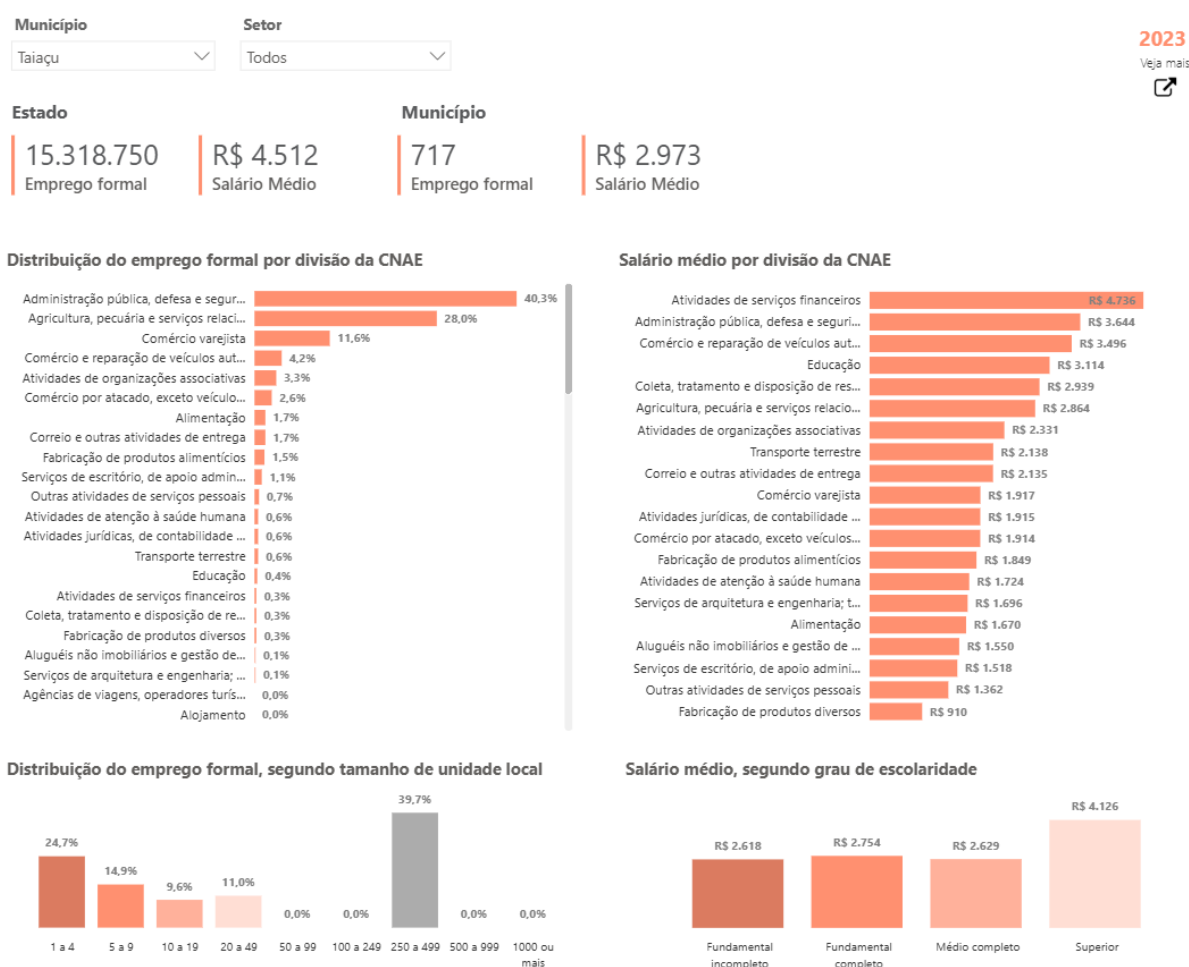 Município
Setor
Taiaçu
Todos
2023
Veja mais
Estado
Município
15.318.750
Emprego formal
R$ 4.512
Salário Médio
717
Emprego formal
R$ 2.973
Salário Médio
Distribuição do emprego formal por divisão da CNAE
Administração pública, defesa e segur... 40,3%
Agricultura, pecuária e serviços relaci... 28,0%
Comércio varejista 11,6%
Comércio e reparação de veículos aut... 4,2%
Atividades de organizações associativas 3,3%
Comércio por atacado, exceto veículo... 2,6%
Alimentação 1,7%
Correio e outras atividades de entrega 1,7%
Fabricação de produtos alimentícios 1,5%
Serviços de escritório, de apoio admin... 1,1%
Outras atividades de serviços pessoais 0,7%
Atividades de atenção à saúde humana 0,6%
Atividades jurídicas, de contabilidade ... 0,6%
Transporte terrestre 0,6%
Educação 0,4%
Atividades de serviços financeiros 0,3%
Coleta, tratamento e disposição de re... 0,3%
Fabricação de produtos diversos 0,3%
Aluguéis não imobiliários e gestão de... 0,1%
Serviços de arquitetura e engenharia; ... 0,1%
Agências de viagens, operadores turís... 0,0%
Alojamento 0,0%
Salário médio por divisão da CNAE
Atividades de serviços financeiros R$ 4.736
Administração pública, defesa e seguri... R$ 3.644
Comércio e reparação de veículos aut... R$ 3.496
Educação R$ 3.114
Coleta, tratamento e disposição de res... R$ 2.939
Agricultura, pecuária e serviços relacio... R$ 2.864
Atividades de organizações associativas R$ 2.331
Transporte terrestre R$ 2.138
Correio e outras atividades de entrega R$ 2.135
Comércio varejista R$ 1.917
Atividades jurídicas, de contabilidade ... R$ 1.915
Comércio por atacado, exceto veículos... R$ 1.914
Fabricação de produtos alimentícios R$ 1.849
Atividades de atenção à saúde humana R$ 1.724
Serviços de arquitetura e engenharia; t... R$ 1.696
Alimentação R$ 1.670
Aluguéis não imobiliários e gestão de ... R$ 1.550
Serviços de escritório, de apoio admini... R$ 1.518
Outras atividades de serviços pessoais R$ 1.362
Fabricação de produtos diversos R$ 910
Distribuição do emprego formal, segundo tamanho de unidade local
24,7% 14,9% 9,6% 11,0% 0,0% 0,0% 39,7% 0,0% 0,0%
1 a 4 5 a 9 10 a 19 20 a 49 50 a 99 100 a 249 250 a 499 500 a 999 1000 ou
mais
Salário médio, segundo grau de escolaridade
R$ 2.618 R$ 2.754 R$ 2.629 R$ 4.126
Fundamental Fundamental Médio completo Superior
incompleto completo